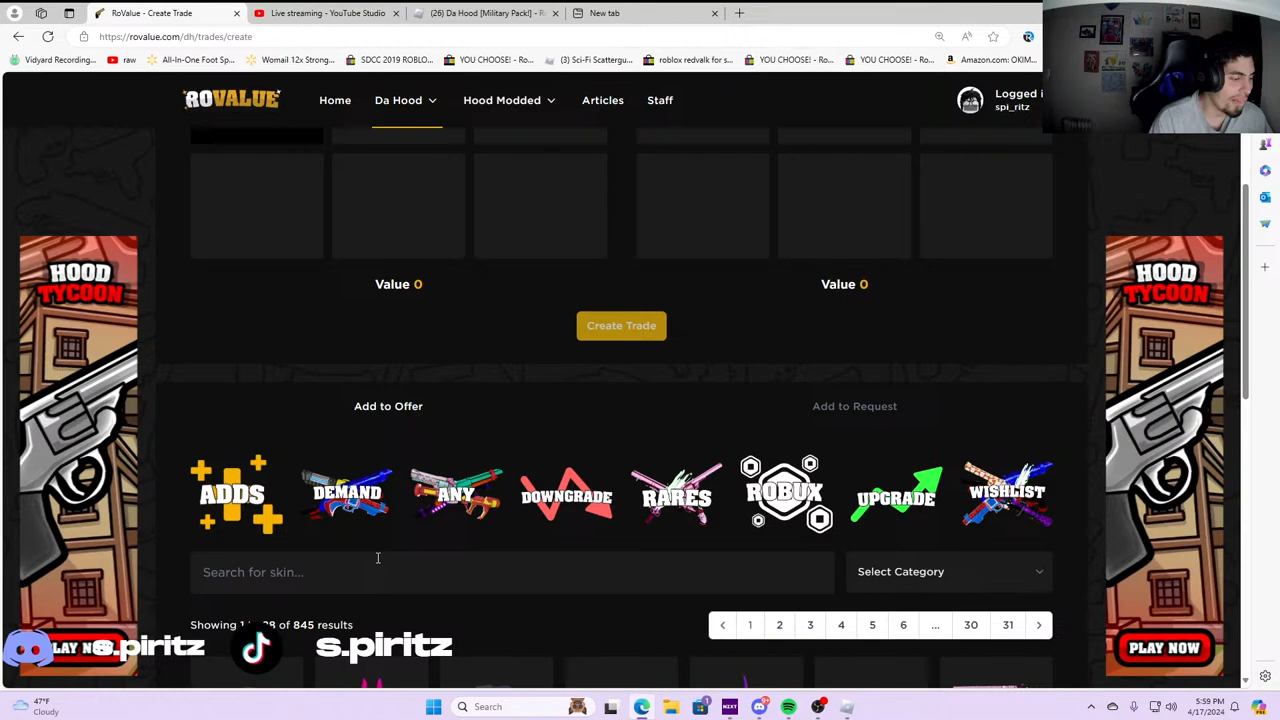 RoValue - Create Trade
Live streaming - YouTube Studio
(26) Da Hood [Military Pack!] - R
New tab
https://rovalue.com/dh/trades/create
Vidyard Recording...
raw
All-In-One Foot Sp...
Womail 12x Strong...
SDCC 2019 ROBLO...
YOU CHOOSE! - Ro...
(3) Sci-Fi Scattergu...
roblox redvalk for s...
YOU CHOOSE! - Ro...
YOU CHOOSE! - Ro...
Amazon.com: OKIM...
ROVALUE
Home
Da Hood
Hood Modded
Articles
Staff
Logged i
spi_ritz
Value 0
Value 0
Create Trade
HOOD
TYCOON
HOOD
TYCOON
Add to Offer
Add to Request
ADDS
DEMAND
ANY
DOWNGRADE
RARES
ROBUX
UPGRADE
WISHLIST
Search for skin...
Select Category
of 845 results
1 2 3 4 5 6 ... 30 31
s.piritz
s.piritz
PLAY NOW
47°F
Cloudy
Search
5:59 PM
4/17/2024